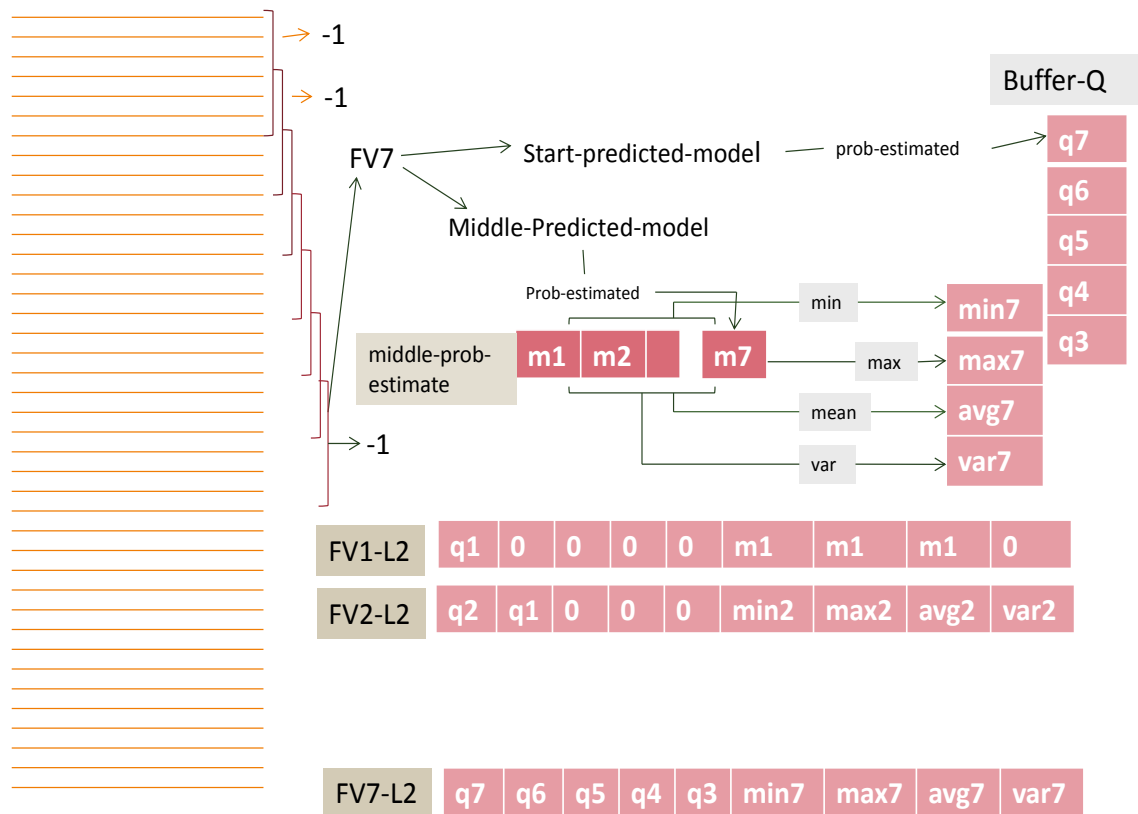 -1
-1
Buffer-Q
FV7
Start-predicted-model
prob-estimated
q7
q6
q5
q4
q3
Middle-Predicted-model
Prob-estimated
middle-prob-
estimate
m1 m2 m7
min
max
mean
var
min7
max7
avg7
var7
-1
FV1-L2 q1 0 0 0 0 m1 m1 m1 0
FV2-L2 q2 q1 0 0 0 min2 max2 avg2 var2
FV7-L2 q7 q6 q5 q4 q3 min7 max7 avg7 var7